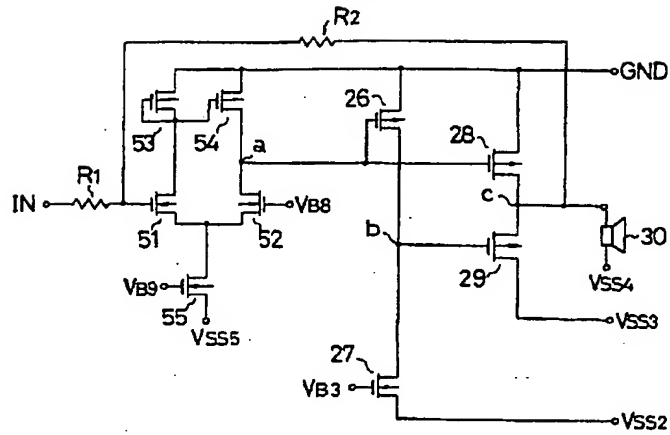 R2
GND
26
28
53
54
a
R1
IN
51
52
VB8
c
b
30
29
VSS4
VB9
55
VSS5
VSS3
27
VB3
VSS2